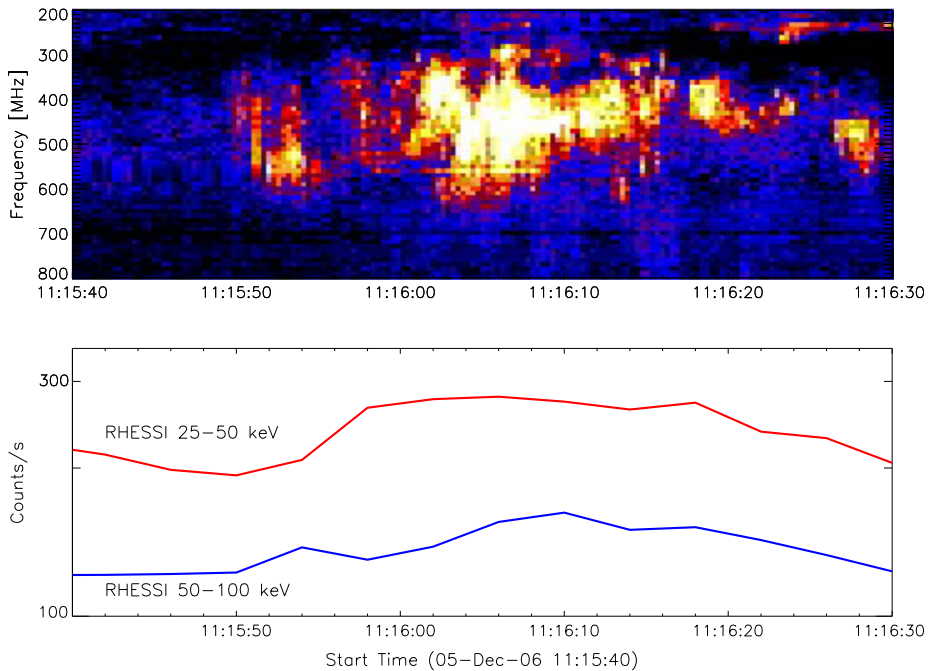 200
300
400
500
600
700
800
Frequency [MHz]
11:15:40 11:15:50 11:16:00 11:16:10 11:16:20 11:16:30
300
100
Counts/s
RHESSI 25-50 keV
RHESSI 50-100 keV
11:15:50 11:16:00 11:16:10 11:16:20 11:16:30
Start Time (05-Dec-06 11:15:40)